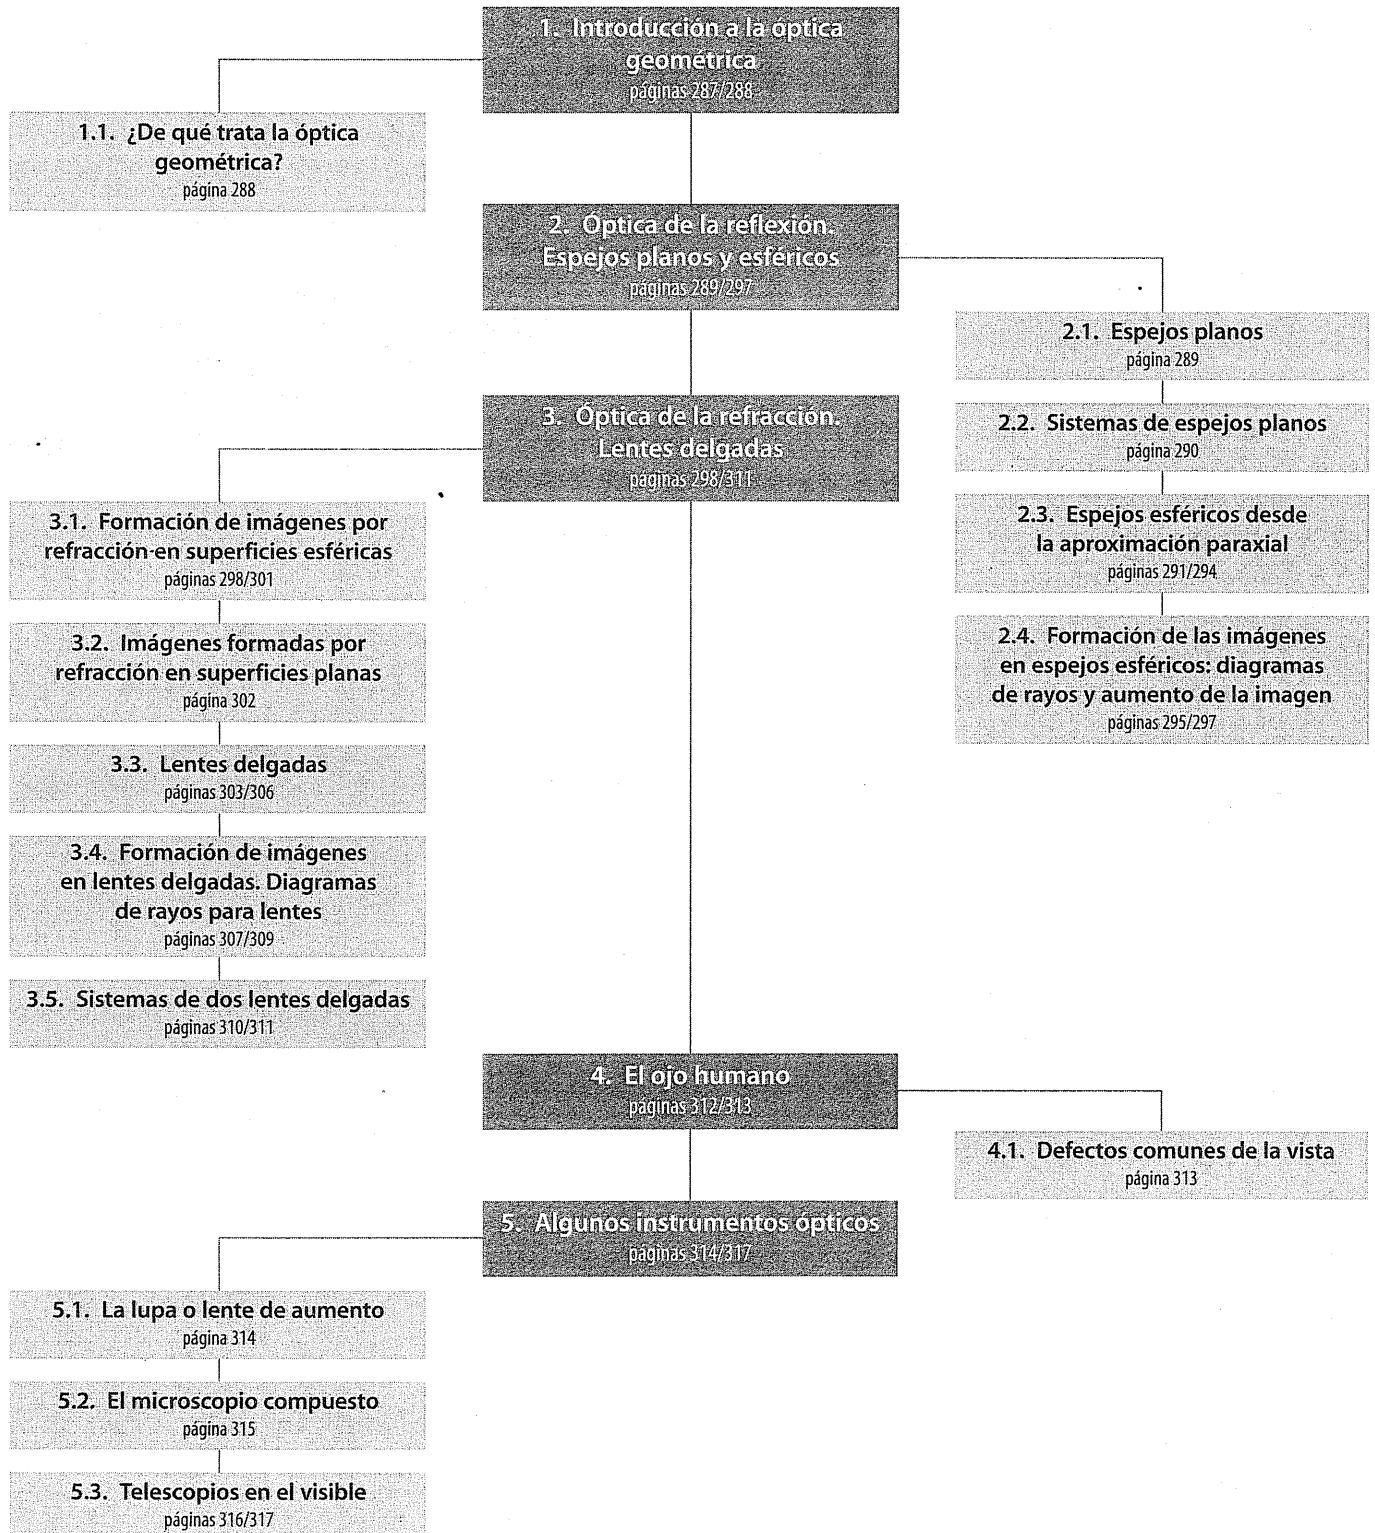 1. Introducción a la óptica
geométrica
páginas 287/288
1.1. ¿De qué trata la óptica
geométrica?
página 288
2. Óptica de la reflexión.
Espejos planos y esféricos
páginas 289/297
2.1. Espejos planos
página 289
2.2. Sistemas de espejos planos
página 290
2.3. Espejos esféricos desde
la aproximación paraxial
páginas 291/294
2.4. Formación de las imágenes
en espejos esféricos: diagramas
de rayos y aumento de la imagen
páginas 295/297
3. Óptica de la refracción.
Lentes delgadas
páginas 298/311
3.1. Formación de imágenes por
refracción en superficies esféricas
páginas 298/301
3.2. Imágenes formadas por
refracción en superficies planas
página 302
3.3. Lentes delgadas
páginas 303/306
3.4. Formación de imágenes
en lentes delgadas. Diagramas
de rayos para lentes
páginas 307/309
3.5. Sistemas de dos lentes delgadas
páginas 310/311
4. El ojo humano
páginas 312/313
4.1. Defectos comunes de la vista
página 313
5. Algunos instrumentos ópticos
páginas 314/317
5.1. La lupa o lente de aumento
página 314
5.2. El microscopio compuesto
página 315
5.3. Telescopios en el visible
páginas 316/317